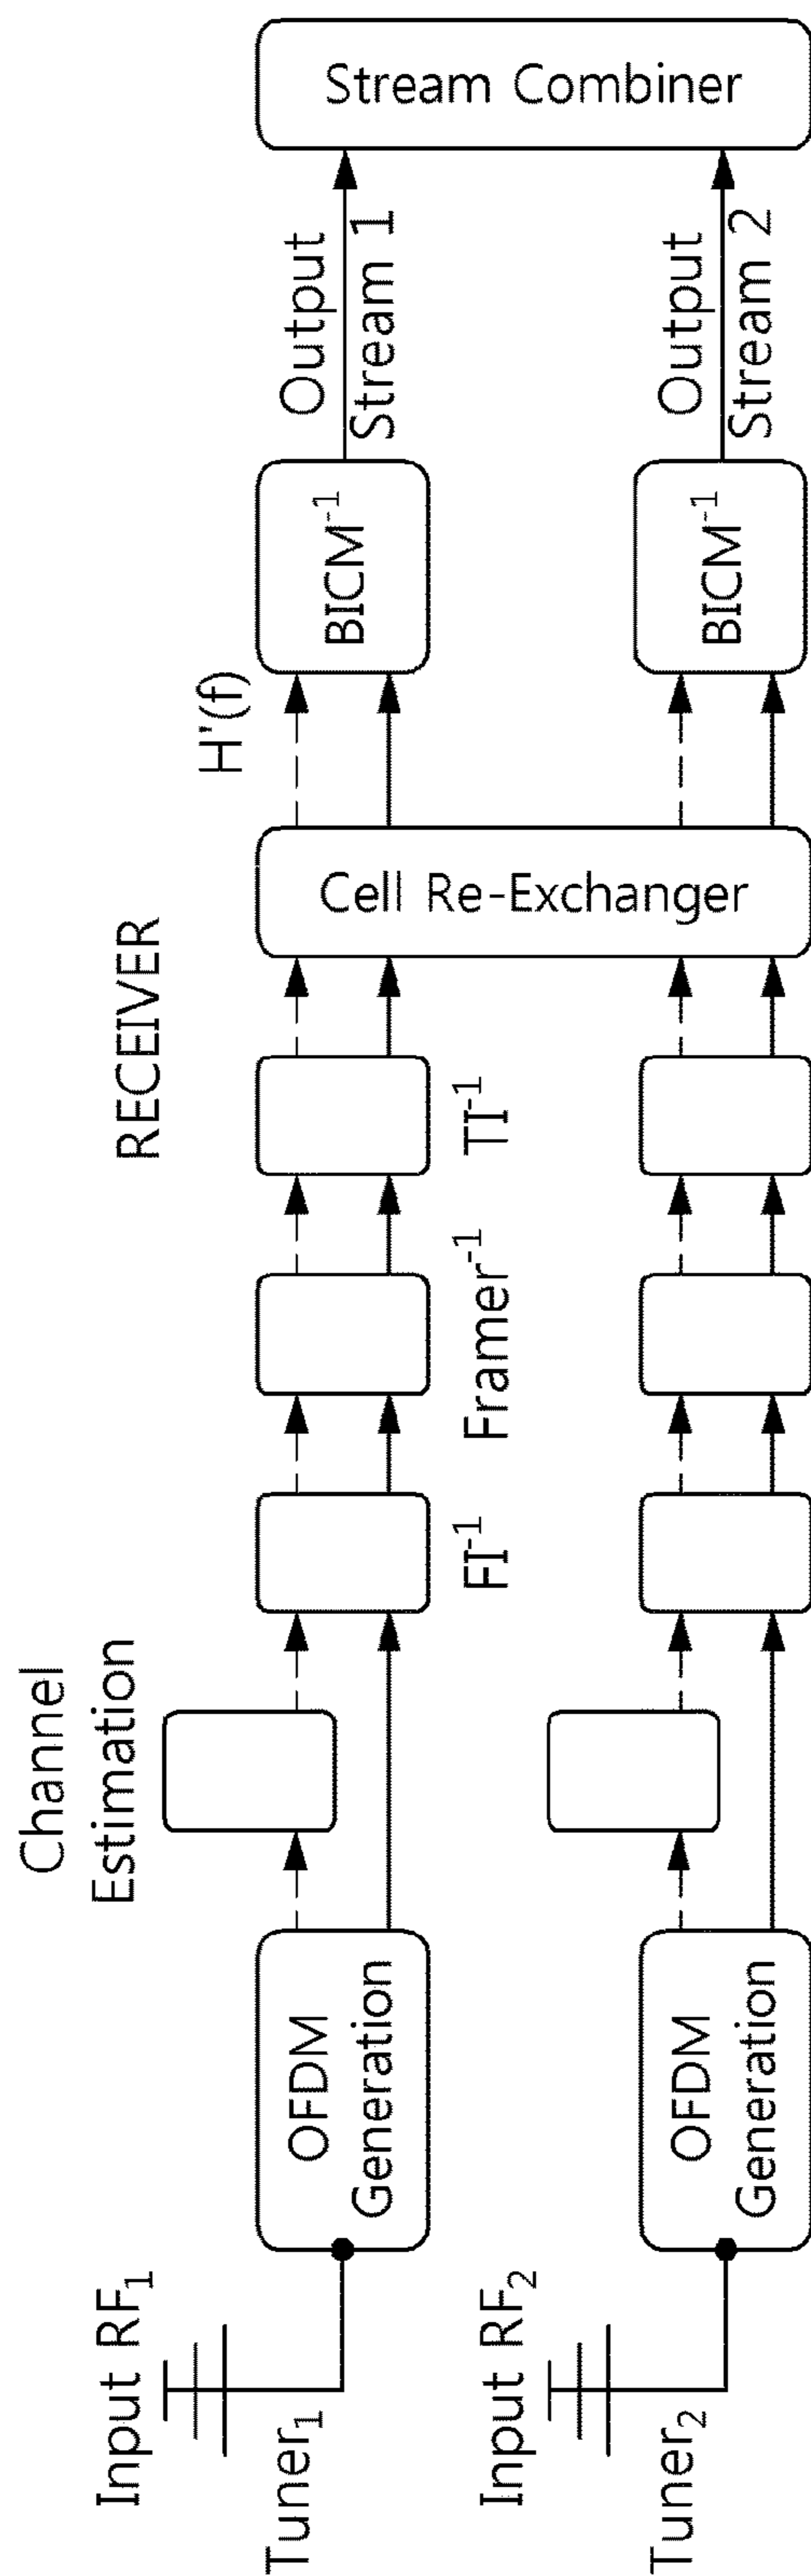 RECEIVER
Channel
Estimation
Input RF₁
Tuner₁
OFDM
Generation
FI⁻¹
Framer⁻¹
TI⁻¹
Cell Re-Exchanger
H'(f)
BICM⁻¹
Output
Stream 1
Stream Combiner
Input RF₂
Tuner₂
OFDM
Generation
BICM⁻¹
Output
Stream 2